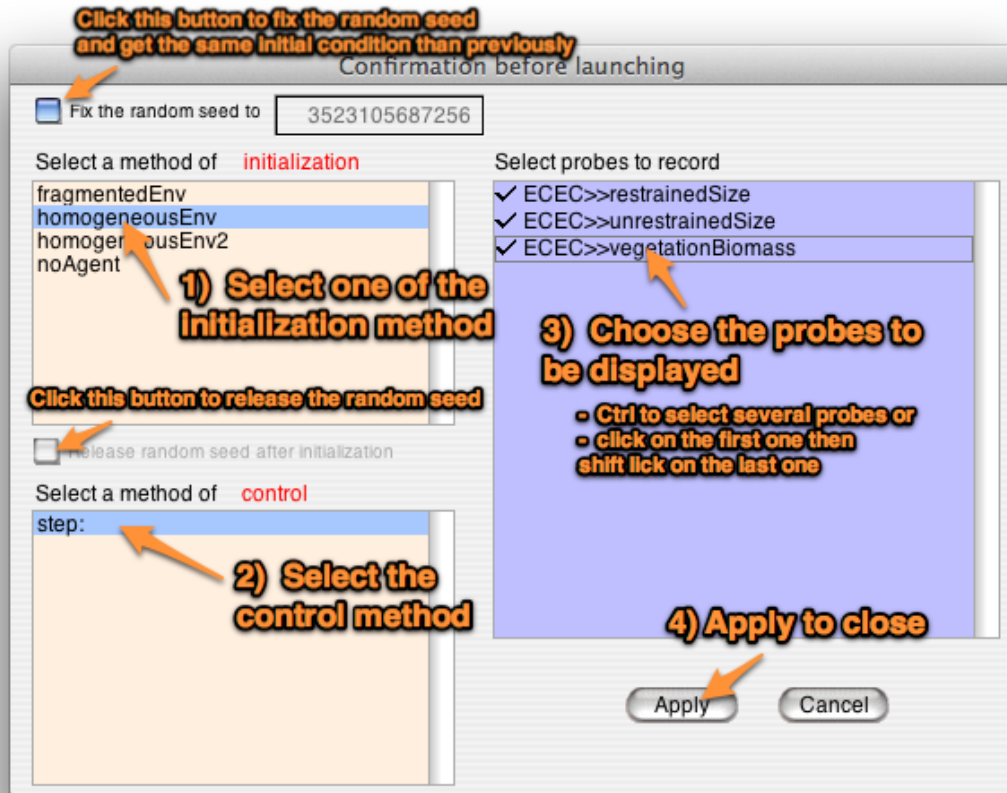 Click this button to fix the random seed
and get the same initial condition than previously
Confirmation before launching
Fix the random seed to
3523105687256
Select a method of initialization
fragmentedEnv
homogeneousEnv
homogeneousEnv2
noAgent
1) Select one of the
initialization method
Click this button to release the random seed
Release random seed after initialization
Select a method of control
step:
2) Select the
control method
Select probes to record
✓ ECEC>>restrainedSize
✓ ECEC>>unrestrainedSize
✓ ECEC>>vegetationBiomass
3) Choose the probes to
be displayed
- Ctrl to select several probes or
- click on the first one then
shift lick on the last one
4) Apply to close
Apply
Cancel